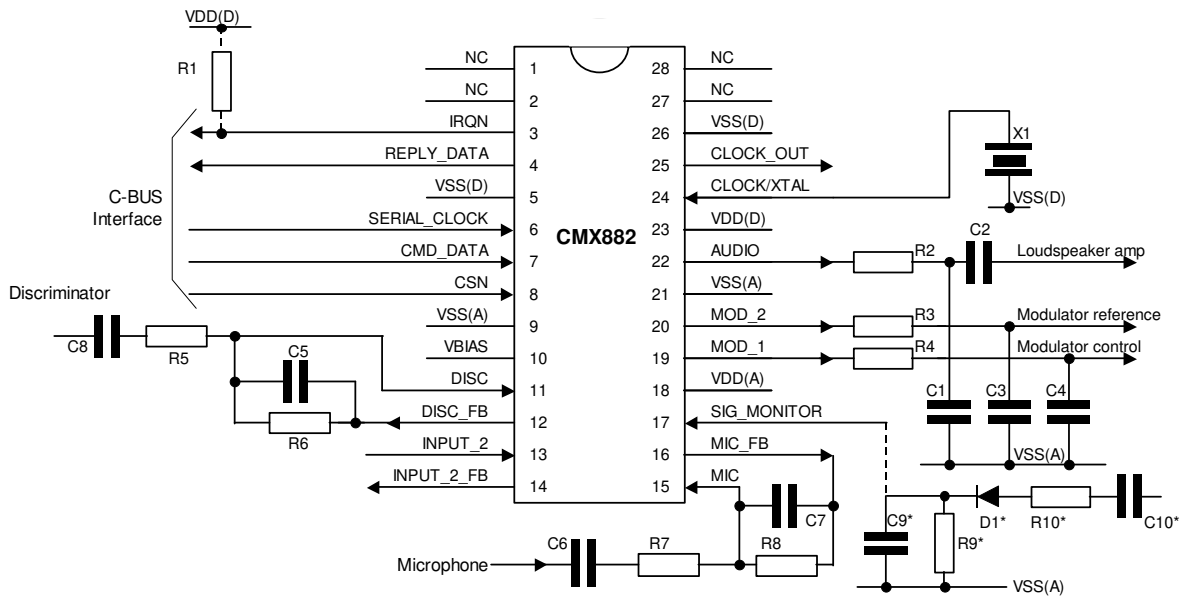 VDD(D)
R1
NC
1
28
NC
NC
2
27
NC
IRQN
3
26
VSS(D)
REPLY_DATA
4
25
CLOCK_OUT
X1
VSS(D)
5
24
CLOCK/XTAL
VSS(D)
C-BUS
Interface
SERIAL_CLOCK
6
23
VDD(D)
CMX882
CMD_DATA
7
22
AUDIO
R2
C2
Loudspeaker amp
CSN
8
21
VSS(A)
Discriminator
VSS(A)
9
20
MOD_2
R3
Modulator reference
C8
R5
C5
VBIAS
10
19
MOD_1
R4
Modulator control
DISC
11
18
VDD(A)
C1
C3
C4
R6
DISC_FB
12
17
SIG_MONITOR
INPUT_2
13
16
MIC_FB
VSS(A)
INPUT_2_FB
14
15
MIC
C7
C9*
D1*
R10*
C10*
R9*
Microphone
C6
R7
R8
VSS(A)